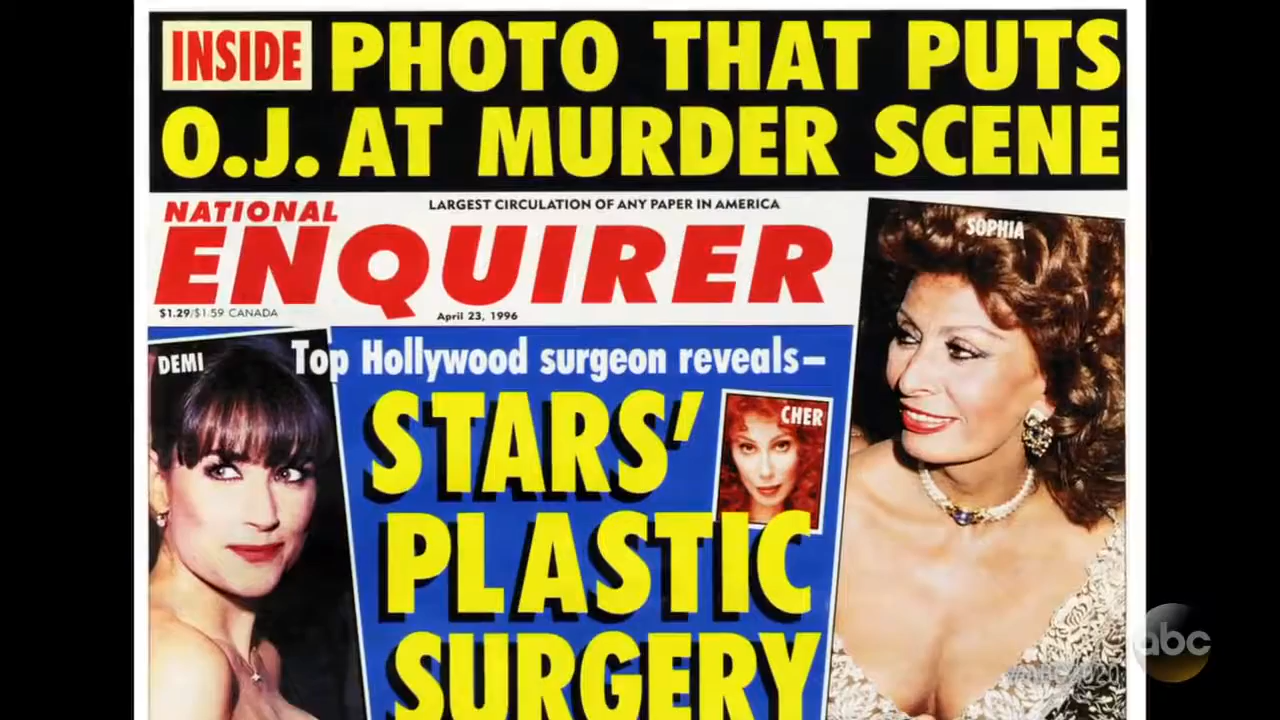 INSIDE PHOTO THAT PUTS
O.J. AT MURDER SCENE
NATIONAL
ENQUIRER
LARGEST CIRCULATION OF ANY PAPER IN AMERICA
$1.29/$1.59 CANADA
April 23, 1996
SOPHIA
DEMI
Top Hollywood surgeon reveals–
STARS'
CHER
PLASTIC
SURGERY
abc